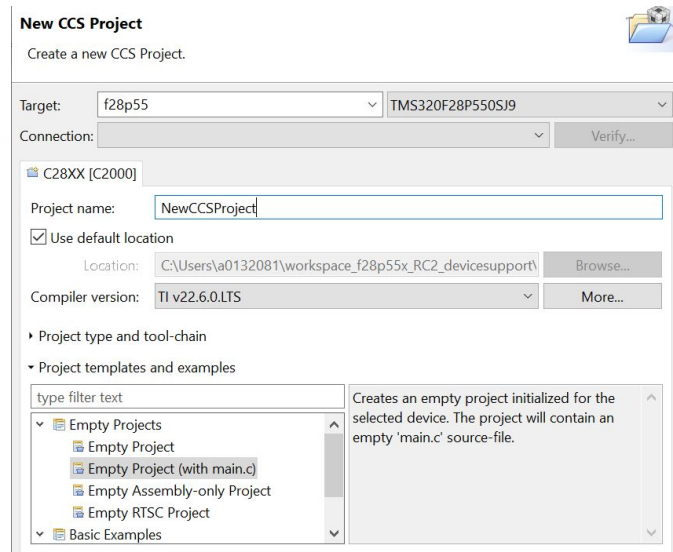 New CCS Project
Create a new CCS Project.
Target: f28p55 TMS320F28P550SJ9
Connection: Verify...
C28XX [C2000]
Project name: NewCCSProject
Use default location
Location: C:\Users\a0132081\workspace_f28p55x_RC2_devicesupport\ Browse...
Compiler version: TI v22.6.0.LTS More...
Project type and tool-chain
Project templates and examples
type filter text
Empty Projects
Empty Project
Empty Project (with main.c)
Empty Assembly-only Project
Empty RTSC Project
Basic Examples
Creates an empty project initialized for the
selected device. The project will contain an
empty 'main.c' source-file.